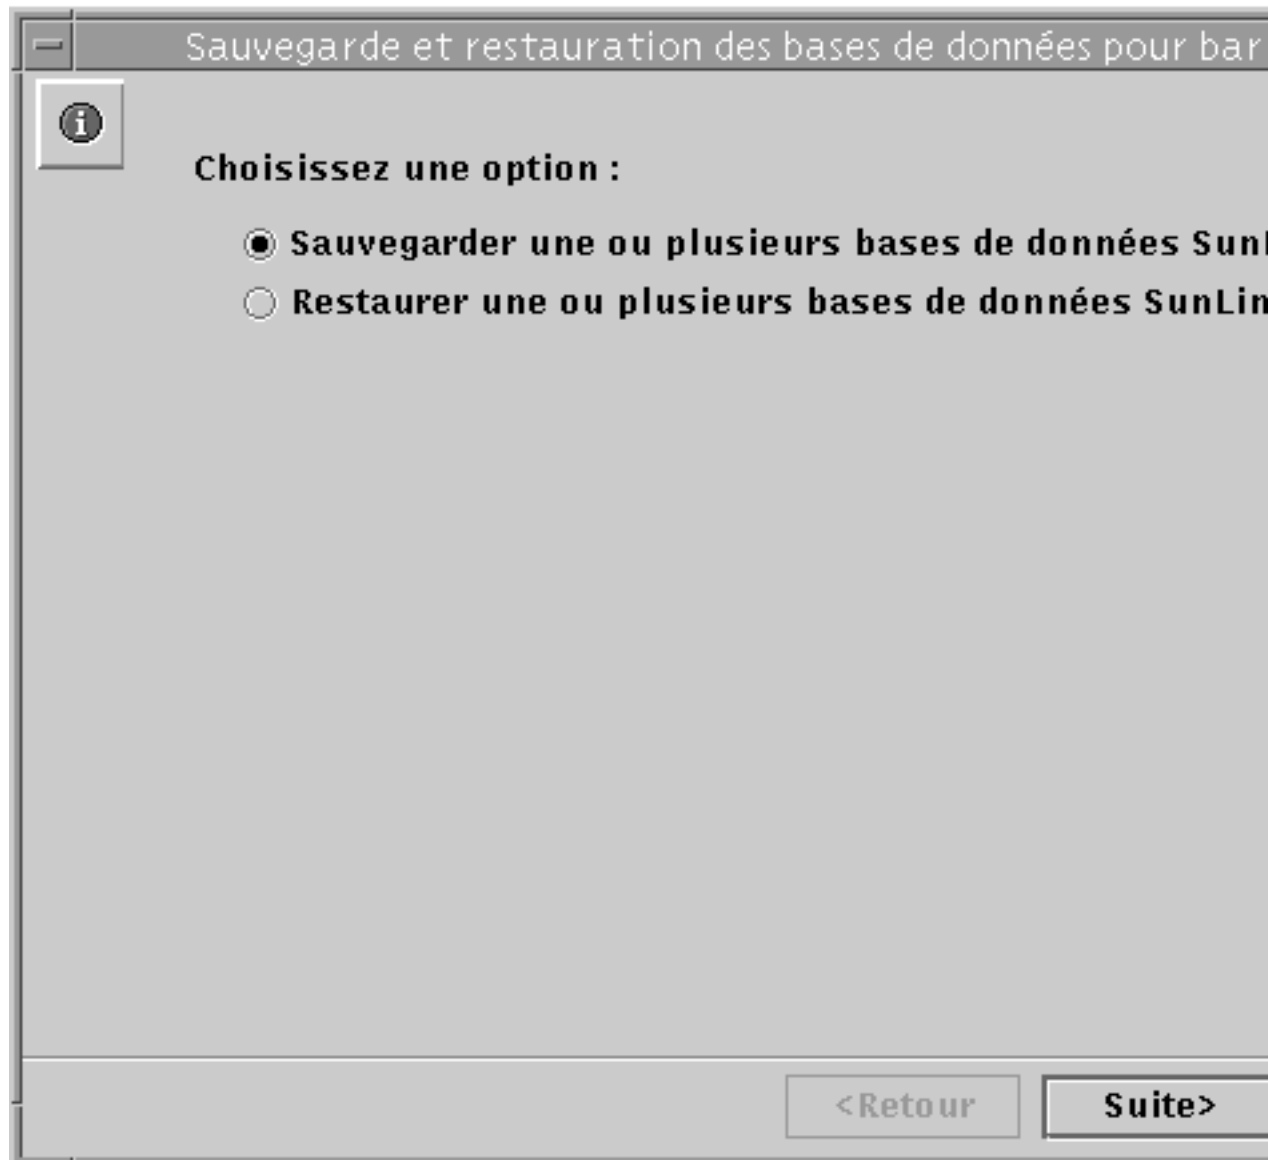 Sauvegarde et restauration des bases de données pour bar
Choisissez une option :
Sauvegarder une ou plusieurs bases de données
Restaurer une ou plusieurs bases de données
<Retour
Suite>